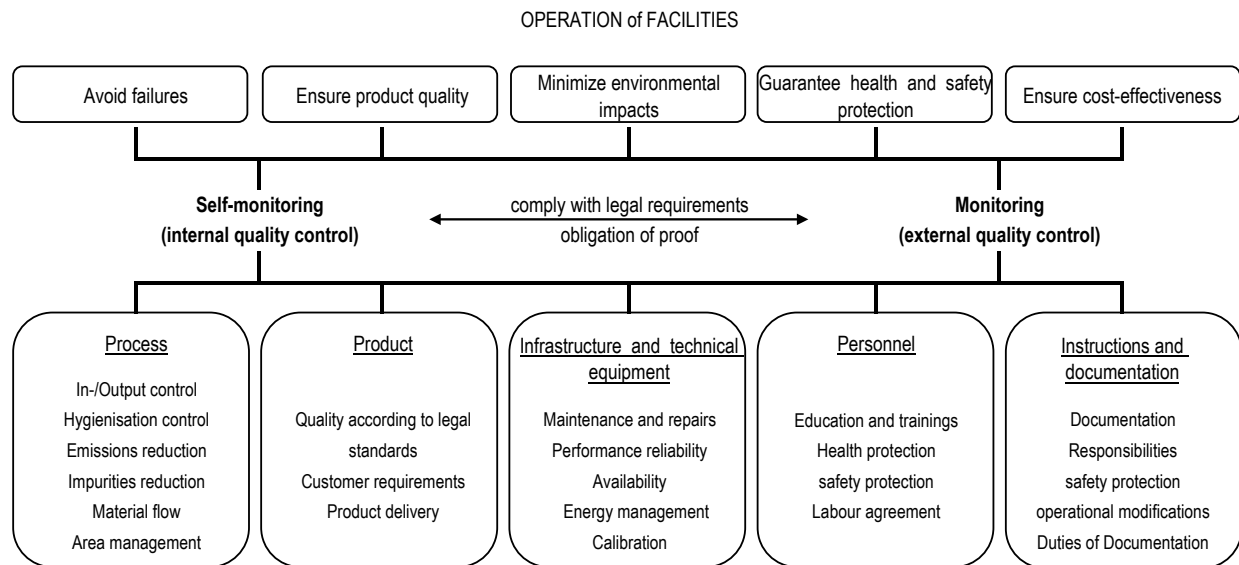 OPERATION of FACILITIES
Avoid failures
Ensure product quality
Minimize environmental
impacts
Guarantee health and safety
protection
Ensure cost-effectiveness
Self-monitoring
(internal quality control)
comply with legal requirements
obligation of proof
Monitoring
(external quality control)
Process
In-/Output control
Hygienisation control
Emissions reduction
Impurities reduction
Material flow
Area management
Product
Quality according to legal
standards
Customer requirements
Product delivery
Infrastructure and technical
equipment
Maintenance and repairs
Performance reliability
Availability
Energy management
Calibration
Personnel
Education and trainings
Health protection
safety protection
Labour agreement
Instructions and
documentation
Documentation
Responsibilities
safety protection
operational modifications
Duties of Documentation